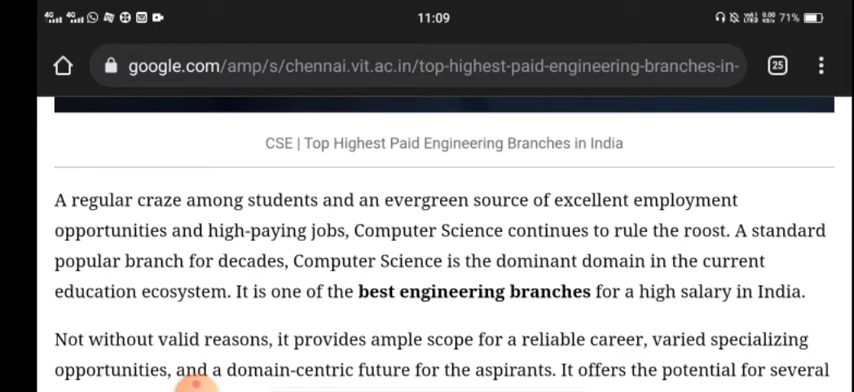 4G 4G 11:09 71%
google.com/amp/s/chennai.vit.ac.in/top-highest-paid-engineering-branches-in- 25
CSE | Top Highest Paid Engineering Branches in India
A regular craze among students and an evergreen source of excellent employment
opportunities and high-paying jobs, Computer Science continues to rule the roost. A standard
popular branch for decades, Computer Science is the dominant domain in the current
education ecosystem. It is one of the best engineering branches for a high salary in India.
Not without valid reasons, it provides ample scope for a reliable career, varied specializing
opportunities, and a domain-centric future for the aspirants. It offers the potential for several